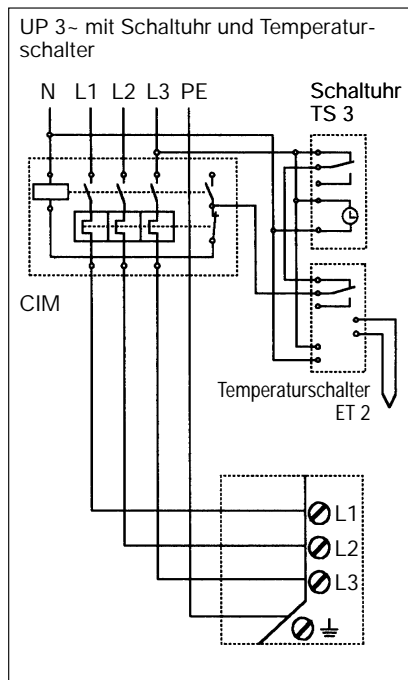 UP 3~ mit Schaltuhr und Temperatur-
schalter
N L1 L2 L3 PE
Schaltuhr
TS 3
CIM
Temperaturschalter
ET 2
L1
L2
L3